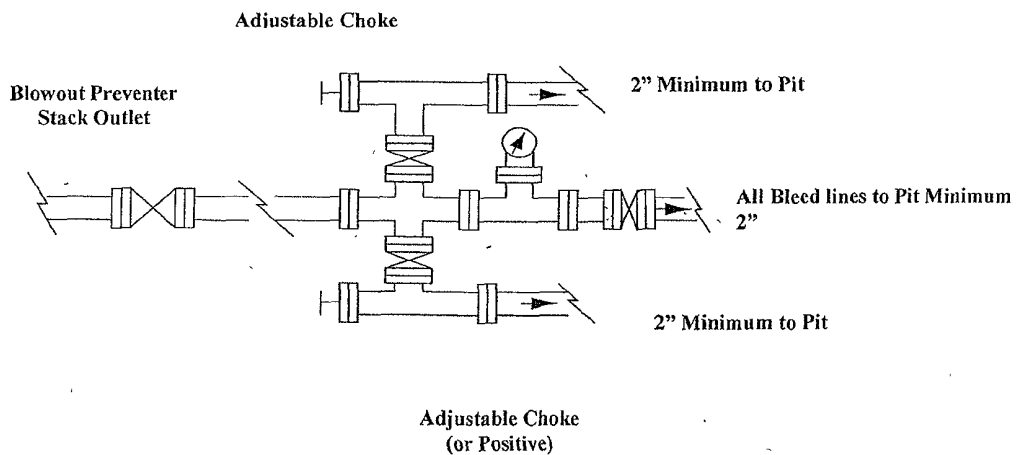 Adjustable Choke
Blowout Preventer
Stack Outlet
2" Minimum to Pit
All Bleed lines to Pit Minimum
2"
2" Minimum to Pit
Adjustable Choke
(or Positive)